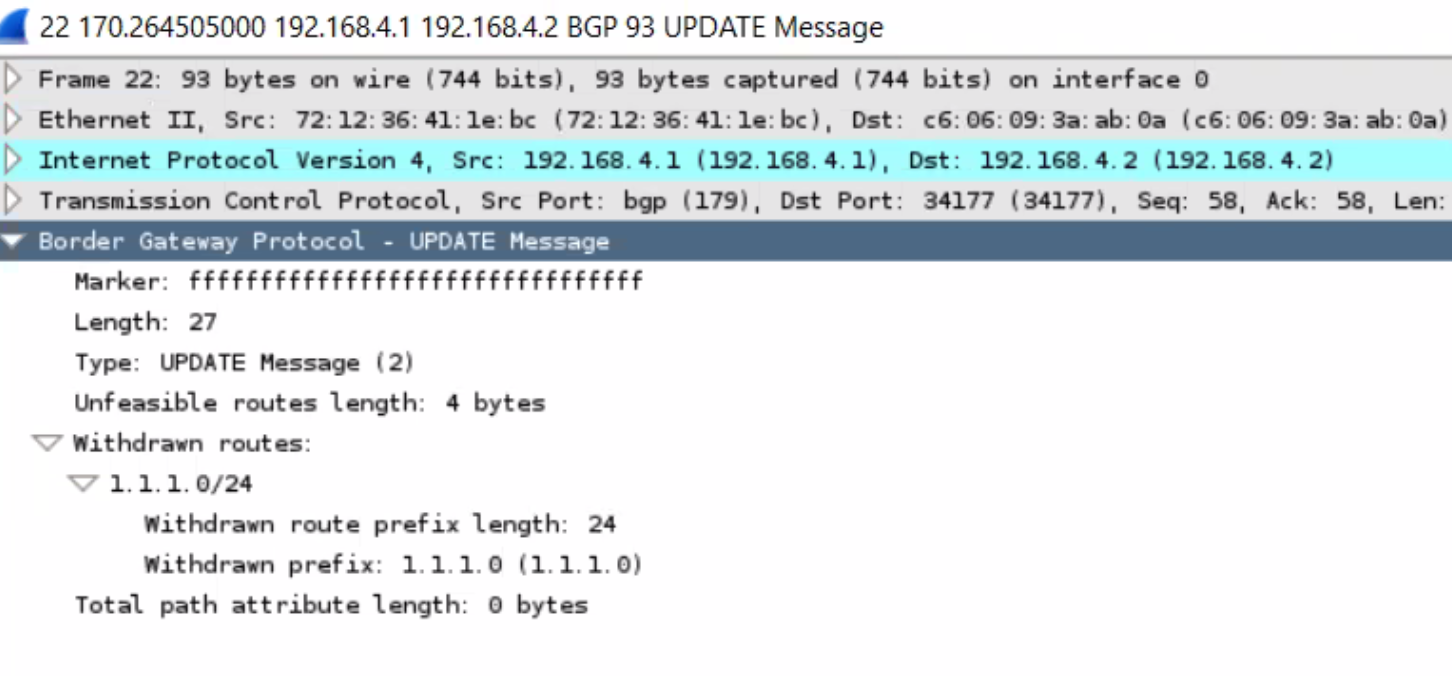 22 170.264505000 192.168.4.1 192.168.4.2 BGP 93 UPDATE Message
Frame 22: 93 bytes on wire (744 bits), 93 bytes captured (744 bits) on interface 0
Ethernet II, Src: 72:12:36:41:1e:bc (72:12:36:41:1e:bc), Dst: c6:06:09:3a:ab:0a (c6:06:09:3a:ab:0a)
Internet Protocol Version 4, Src: 192.168.4.1 (192.168.4.1), Dst: 192.168.4.2 (192.168.4.2)
Transmission Control Protocol, Src Port: bgp (179), Dst Port: 34177 (34177), Seq: 58, Ack: 58, Len:
Border Gateway Protocol - UPDATE Message
Marker: ffffffffffffffffffffffffffffffff
Length: 27
Type: UPDATE Message (2)
Unfeasible routes length: 4 bytes
Withdrawn routes:
1.1.1.0/24
Withdrawn route prefix length: 24
Withdrawn prefix: 1.1.1.0 (1.1.1.0)
Total path attribute length: 0 bytes